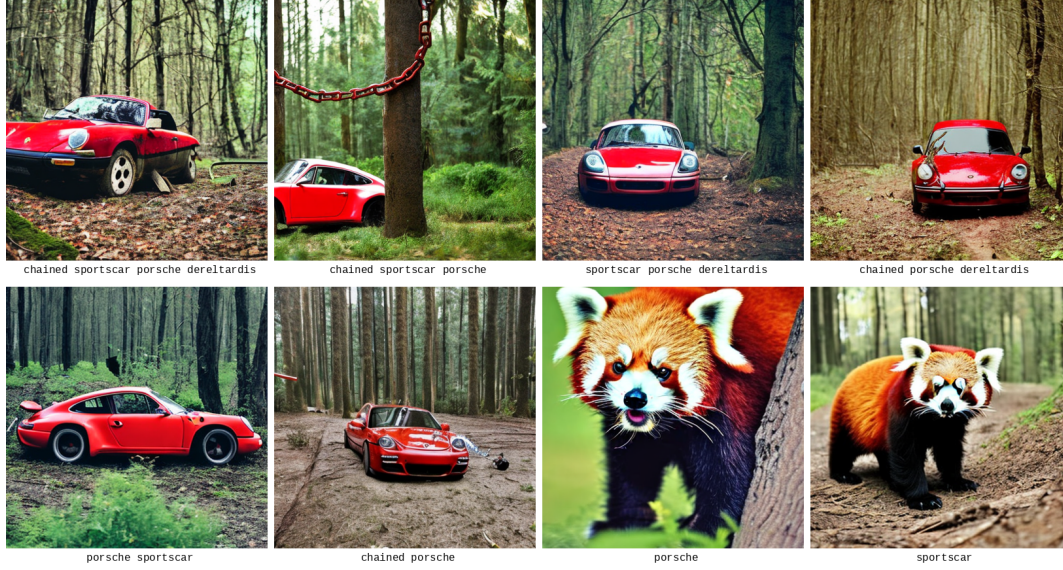 chained sportscar porsche dereltardis
chained sportscar porsche
sportscar porsche dereltardis
chained porsche dereltardis
porsche sportscar
chained porsche
porsche
sportscar